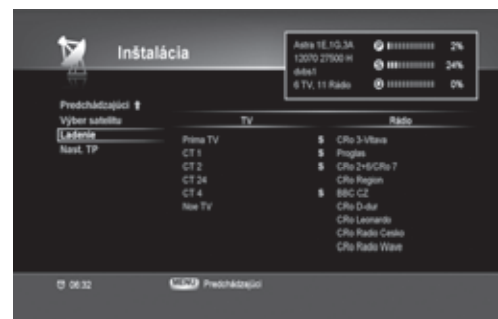 Inštalácia
Astra 1E,1G,3A
12070 27500 H
dvbs1
6 TV, 11 Rádio
2%
24%
0%
Predchádzajúci
Výber satelitu
Ladenie
Nast. TP
TV
Rádio
Prima TV
CT 1
CT 2
CT 24
CT 4
Noe TV
S
S
S
S
CRo 3-Vltava
Proglas
CRo 2+6/CRo 7
CRo Region
BBC CZ
CRo D-dur
CRo Leonardo
CRo Radio Cesko
CRo Radio Wave
06:32
MENU Predchádzajúci